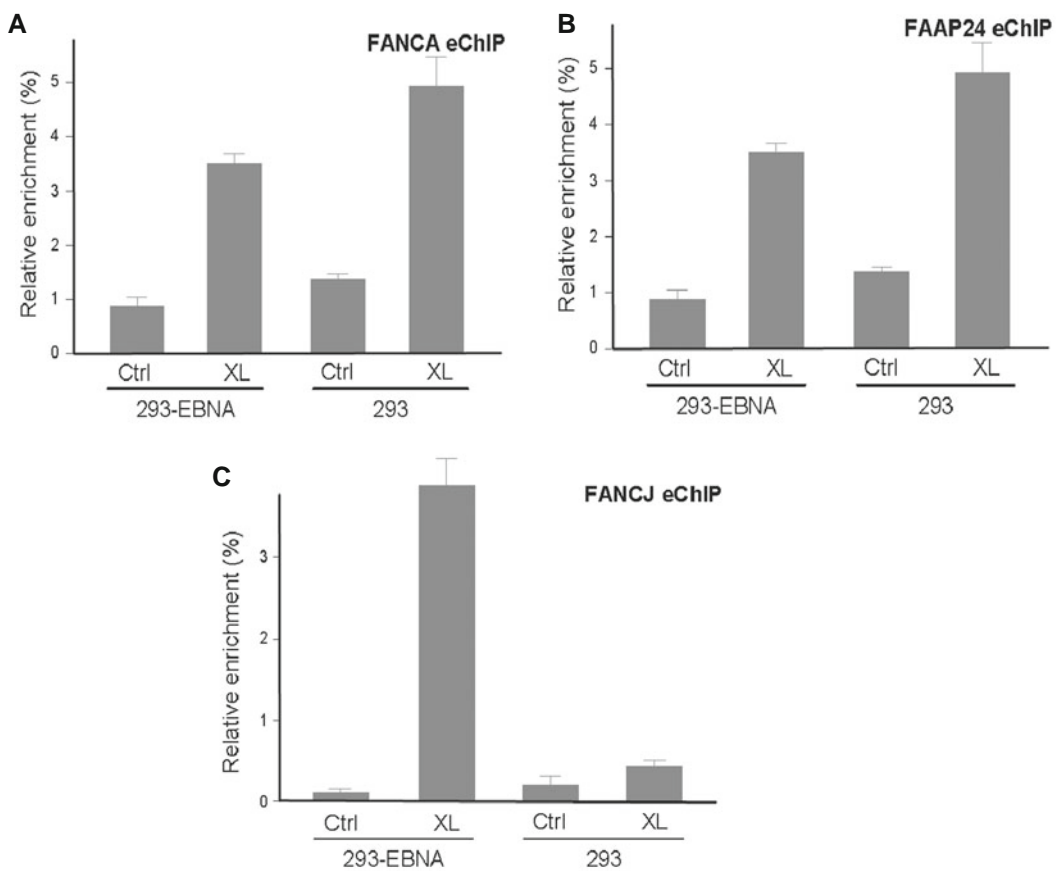 A
FANCA eChIP
Relative enrichment (%)
5
4
3
2
1
0
Ctrl XL Ctrl XL
293-EBNA 293
B
FAAP24 eChIP
Relative enrichment (%)
5
4
3
2
1
0
Ctrl XL Ctrl XL
293-EBNA 293
C
FANCJ eChIP
Relative enrichment (%)
3
2
1
0
Ctrl XL Ctrl XL
293-EBNA 293